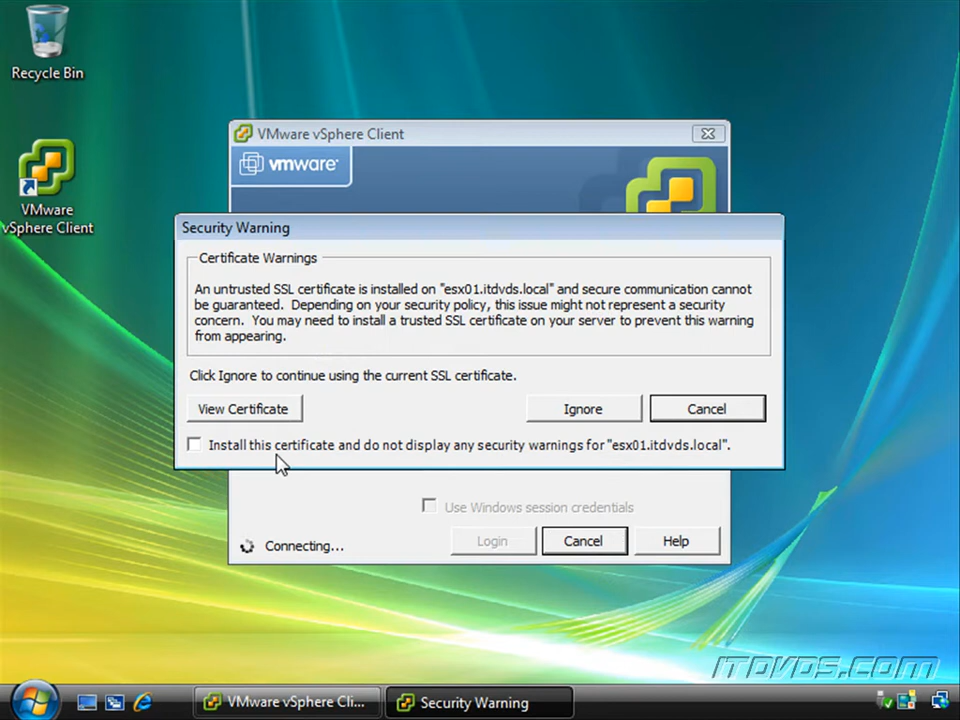 Recycle Bin
VMware
vSphere Client
VMware vSphere Client
vmware
Security Warning
Certificate Warnings
An untrusted SSL certificate is installed on "esx01.itdvds.local" and secure communication cannot
be guaranteed. Depending on your security policy, this issue might not represent a security
concern. You may need to install a trusted SSL certificate on your server to prevent this warning
from appearing.
Click Ignore to continue using the current SSL certificate.
View Certificate
Ignore
Cancel
Install this certificate and do not display any security warnings for "esx01.itdvds.local".
Use Windows session credentials
Connecting...
Login
Cancel
Help
ITDVDS.COM
VMware vSphere Cli...
Security Warning